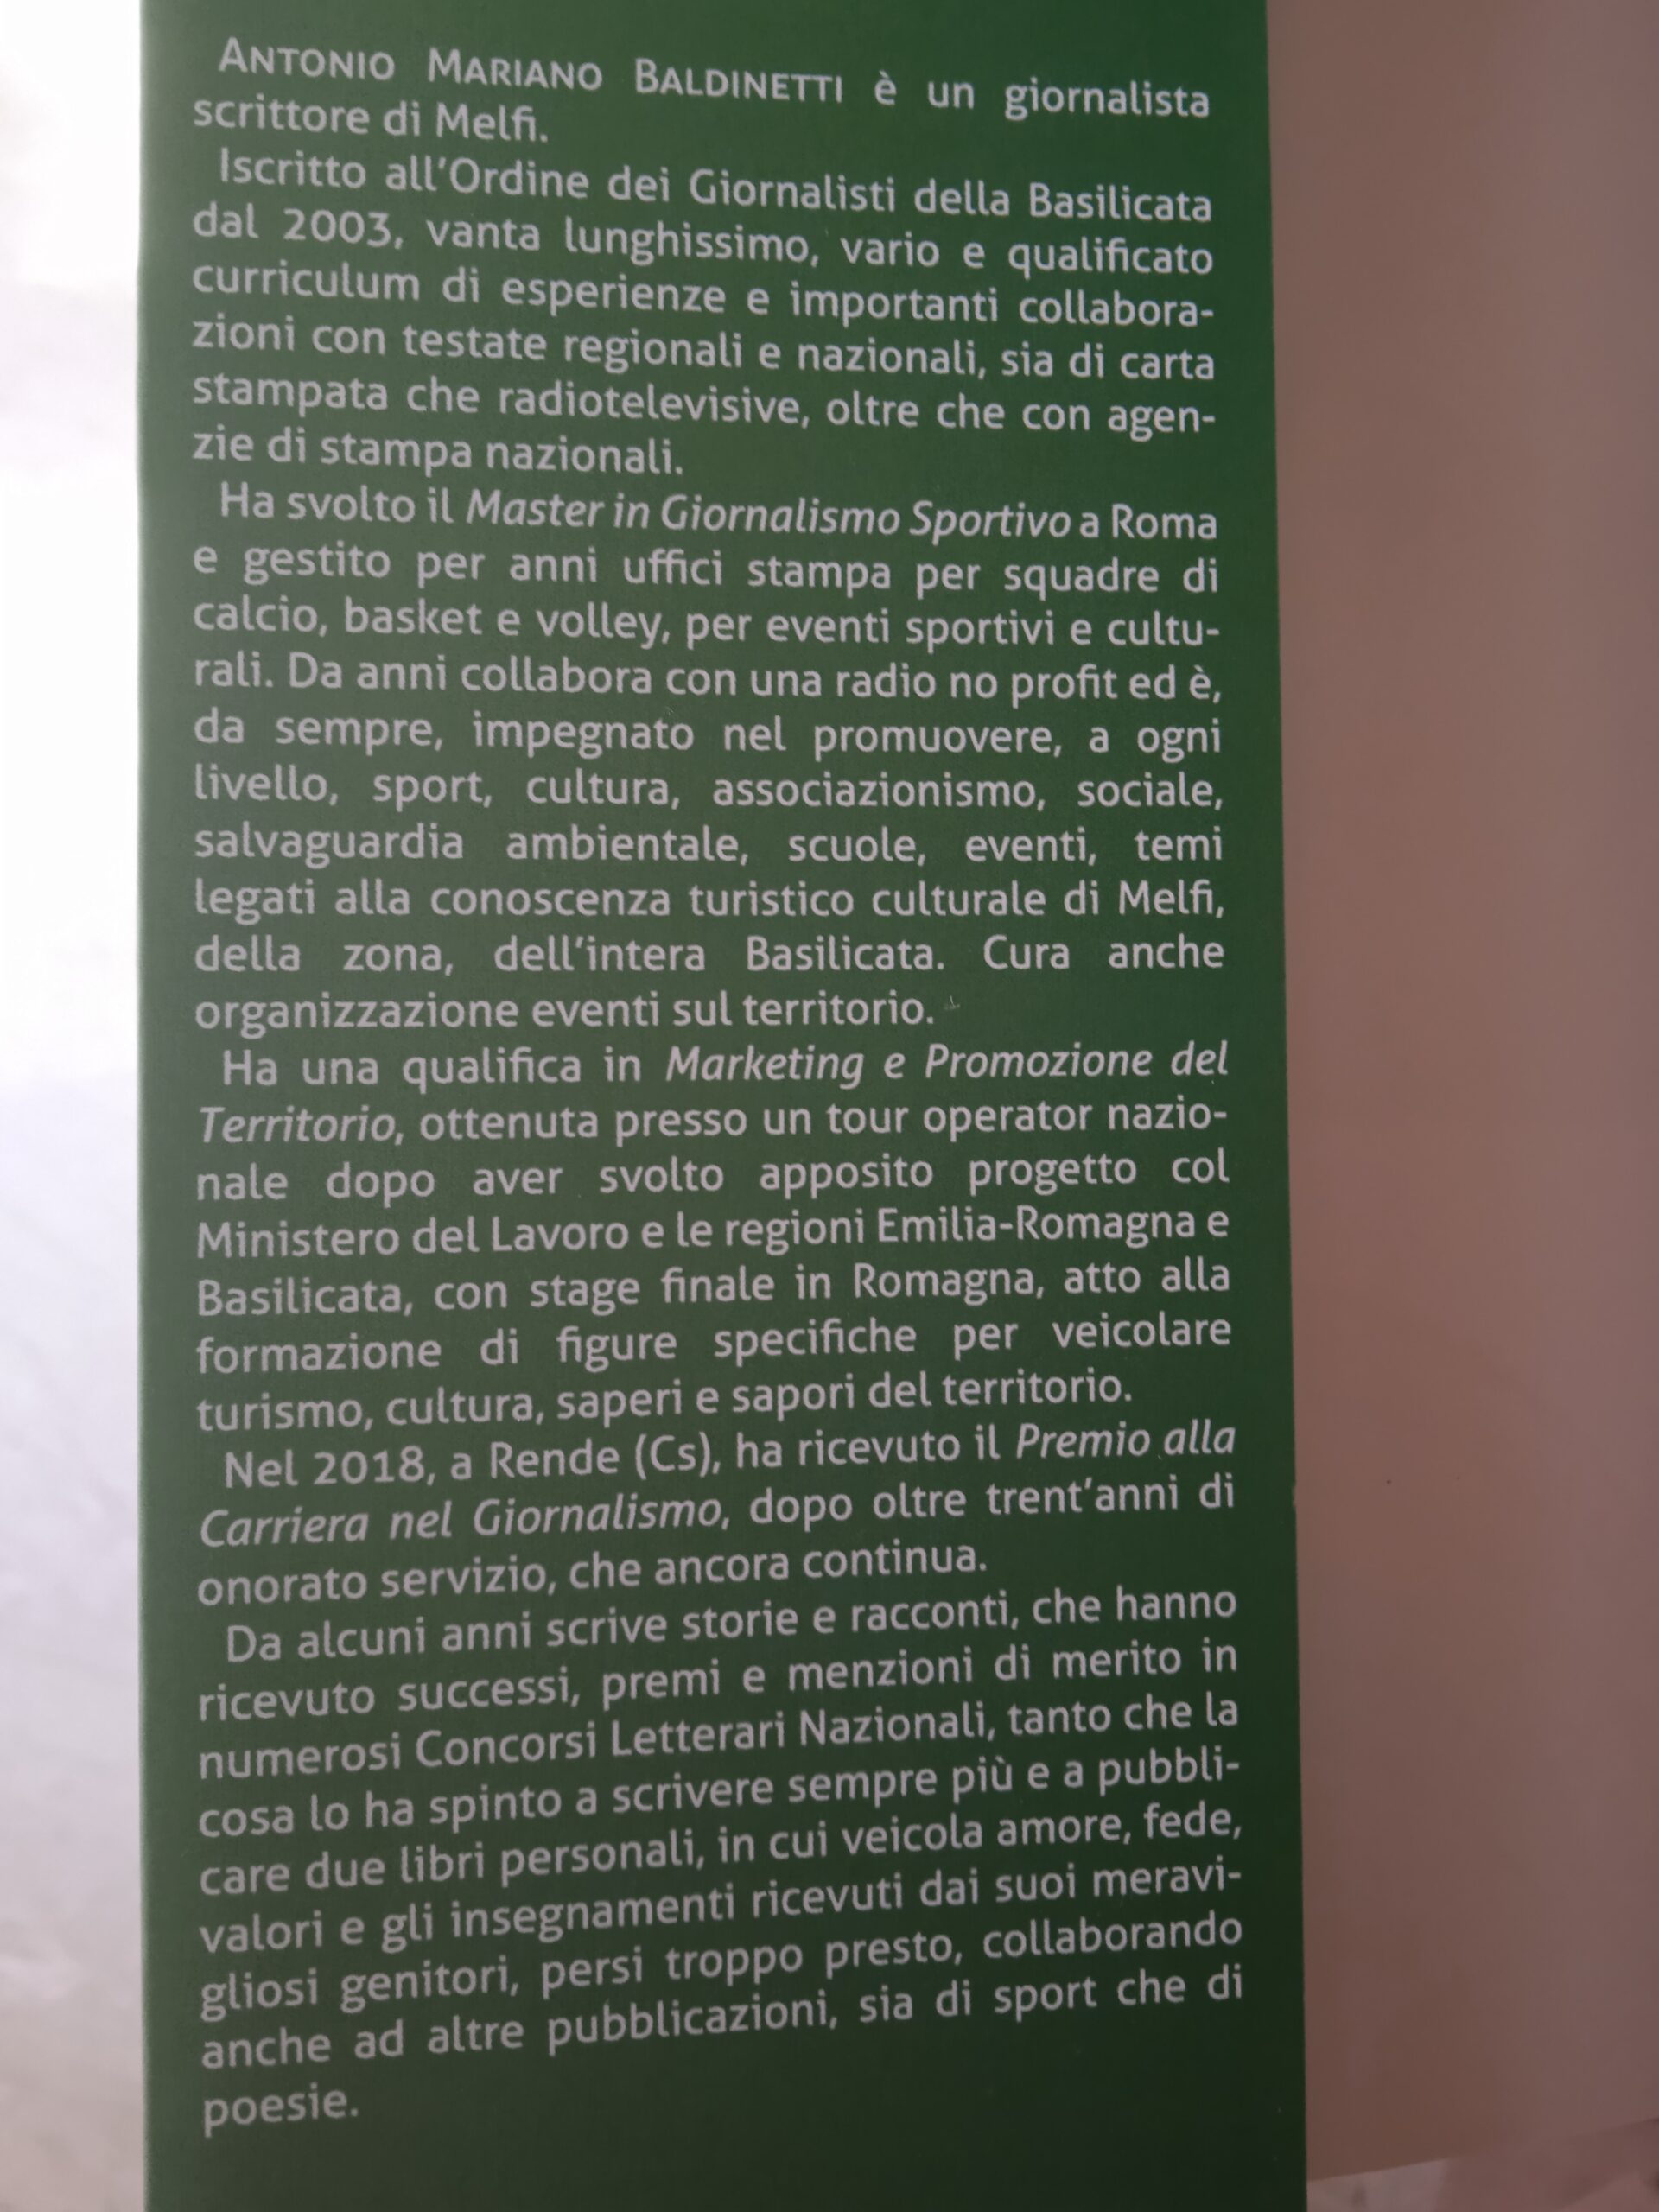 ANTONIO MARIANO BALDINETTI è un giornalista
scrittore di Melfi.
Iscritto all'Ordine dei Giornalisti della Basilicata
dal 2003, vanta lunghissimo, vario e qualificato
curriculum di esperienze e importanti collabora-
zioni con testate regionali e nazionali, sia di carta
stampata che radiotelevisive, oltre che con agen-
zie di stampa nazionali.
Ha svolto il Master in Giornalismo Sportivo a Roma
e gestito per anni uffici stampa per squadre di
calcio, basket e volley, per eventi sportivi e cultu-
rali. Da anni collabora con una radio no profit ed è,
da sempre, impegnato nel promuovere, a ogni
livello, sport, cultura, associazionismo, sociale,
salvaguardia ambientale, scuole, eventi, temi
legati alla conoscenza turistico culturale di Melfi,
della zona, dell'intera Basilicata. Cura anche
organizzazione eventi sul territorio.
Ha una qualifica in Marketing e Promozione del
Territorio, ottenuta presso un tour operator nazio-
nale dopo aver svolto apposito progetto col
Ministero del Lavoro e le regioni Emilia-Romagna e
Basilicata, con stage finale in Romagna, atto alla
formazione di figure specifiche per veicolare
turismo, cultura, saperi e sapori del territorio.
Nel 2018, a Rende (Cs), ha ricevuto il Premio alla
Carriera nel Giornalismo, dopo oltre trent'anni di
onorato servizio, che ancora continua.
Da alcuni anni scrive storie e racconti, che hanno
ricevuto successi, premi e menzioni di merito in
numerosi Concorsi Letterari Nazionali, tanto che la
cosa lo ha spinto a scrivere sempre più e a pubbli-
care due libri personali, in cui veicola amore, fede,
valori e gli insegnamenti ricevuti dai suoi meravi-
gliosi genitori, persi troppo presto, collaborando
anche ad altre pubblicazioni, sia di sport che di
poesie.